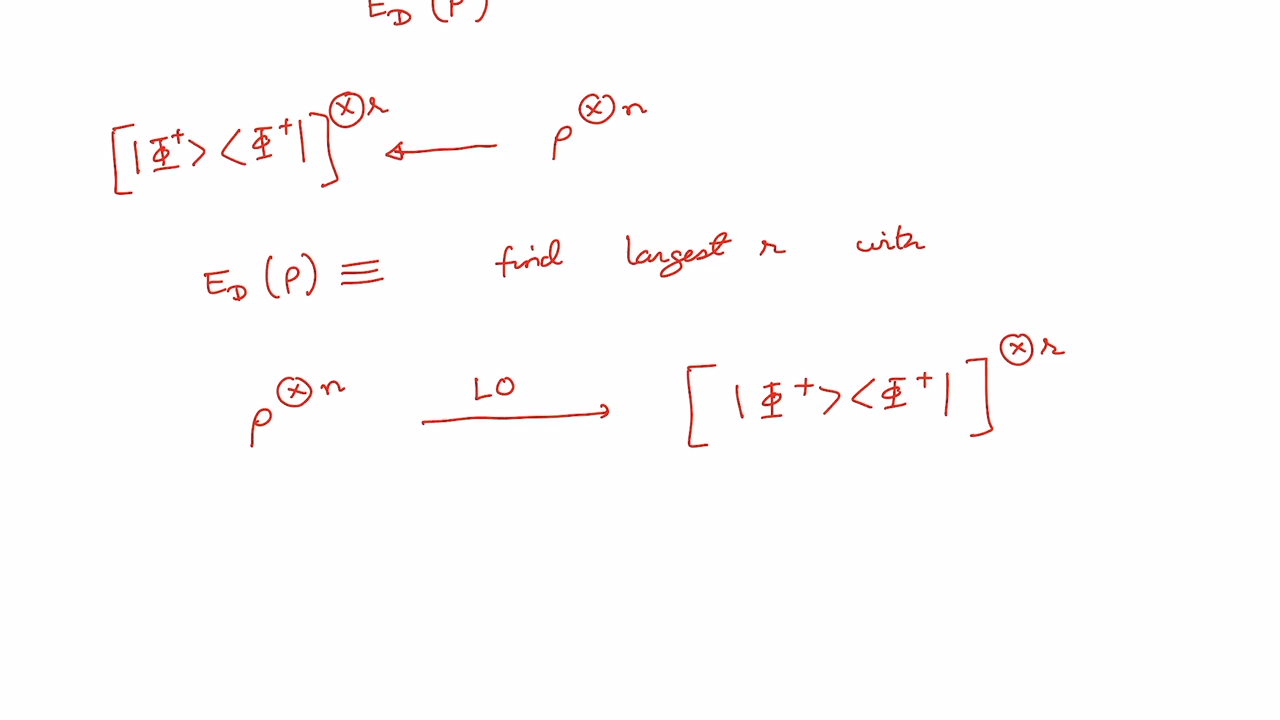 E_D (ρ)
[|Φ⁺> <Φ⁺|]^⊗r ← ρ^⊗n
E_D (ρ) ≡ find largest r with
ρ^⊗n LO → [|Φ⁺><Φ⁺|]^⊗r